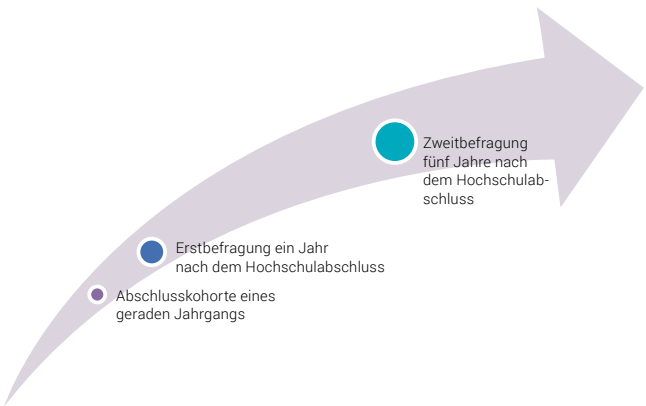 Zweitbefragung
fünf Jahre nach
dem Hochschulab-
schluss
Erstbefragung ein Jahr
nach dem Hochschulabschluss
Abschlusskohorte eines
geraden Jahrgangs